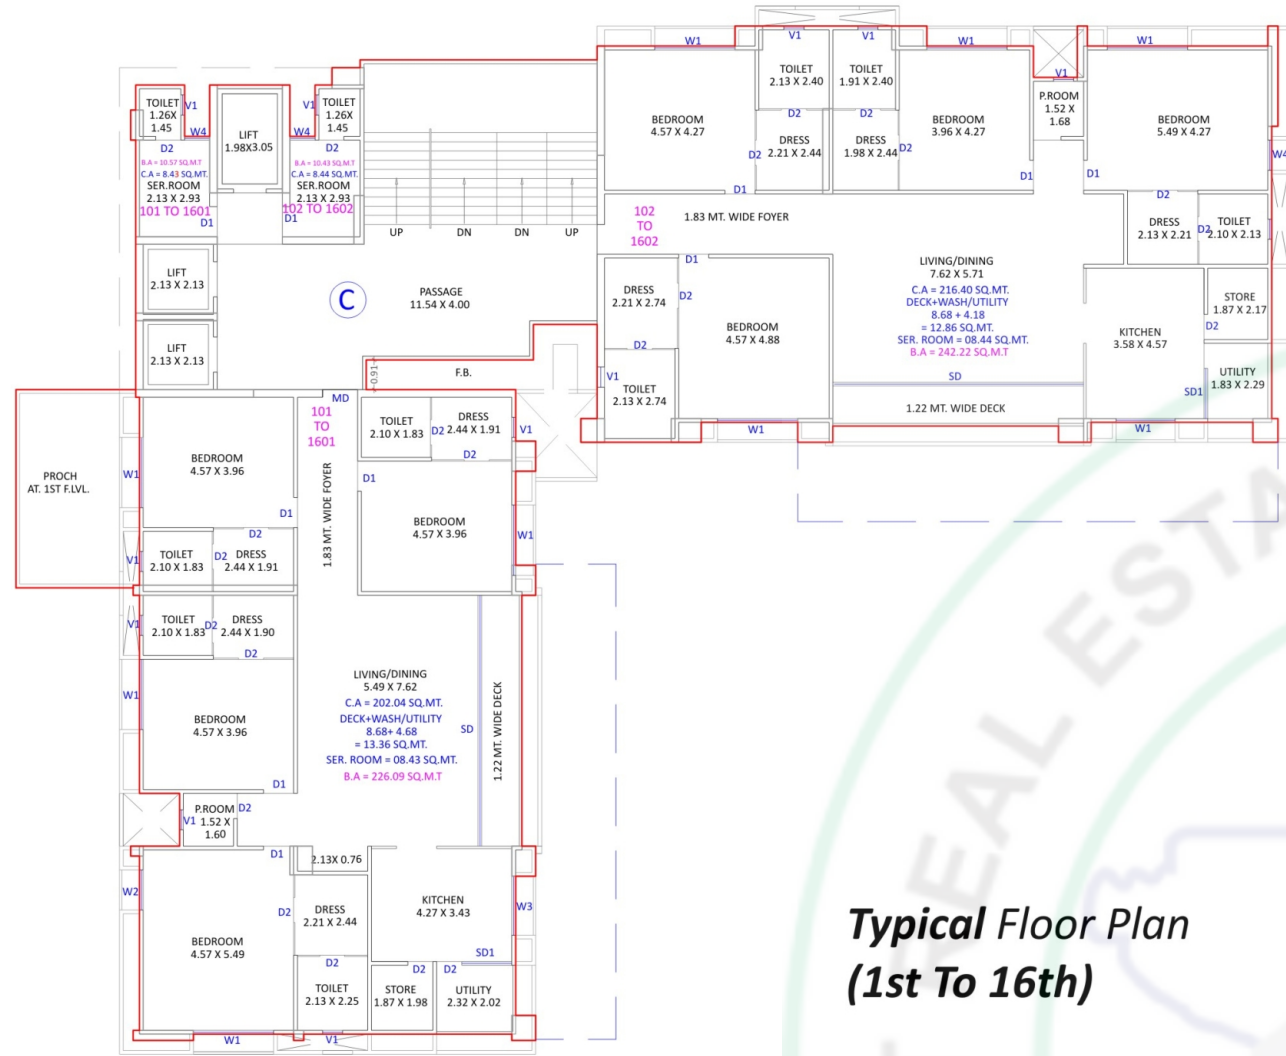 W1
V1
V1
W1
W1
TOILET
2.13 X 2.40
TOILET
1.91 X 2.40
V1
P.ROOM
1.52 X
1.68
BEDROOM
4.57 X 4.27
D2
D2
BEDROOM
3.96 X 4.27
BEDROOM
5.49 X 4.27
DRESS
2.21 X 2.44
DRESS
1.98 X 2.44
D2
D2
D1
D1
D1
W4
D2
DRESS
2.13 X 2.21
D2
TOILET
2.10 X 2.13
TOILET
1.26X
1.45
V1
W4
D2
LIFT
1.98X3.05
V1
TOILET
1.26X
1.45
W4
D2
B.A = 10.57 SQ.M.T
C.A = 8.43 SQ.MT.
SER.ROOM
2.13 X 2.93
101 TO 1601
D1
B.A = 10.43 SQ.M.T
C.A = 8.44 SQ.MT.
SER.ROOM
2.13 X 2.93
102 TO 1602
D1
UP
DN
DN
UP
102
TO
1602
1.83 MT. WIDE FOYER
LIFT
2.13 X 2.13
C
PASSAGE
11.54 X 4.00
LIFT
2.13 X 2.13
D1
DRESS
2.21 X 2.74
D2
BEDROOM
4.57 X 4.88
D2
V1
TOILET
2.13 X 2.74
W1
LIVING/DINING
7.62 X 5.71
C.A = 216.40 SQ.MT.
DECK+WASH/UTILITY
8.68 + 4.18
= 12.86 SQ.MT.
SER. ROOM = 08.44 SQ.MT.
B.A = 242.22 SQ.M.T
SD
1.22 MT. WIDE DECK
KITCHEN
3.58 X 4.57
STORE
1.87 X 2.17
D2
UTILITY
1.83 X 2.29
SD1
W1
0.91
F.B.
MD
101
TO
1601
TOILET
2.10 X 1.83
D2
DRESS
2.44 X 1.91
V1
D2
PROCH
AT. 1ST F.LVL.
W1
BEDROOM
4.57 X 3.96
D1
1.83 MT. WIDE FOYER
D1
BEDROOM
4.57 X 3.96
W1
D2
V1
TOILET
2.10 X 1.83
D2
DRESS
2.44 X 1.91
V1
TOILET
2.10 X 1.83
D2
DRESS
2.44 X 1.90
D2
W1
BEDROOM
4.57 X 3.96
D1
LIVING/DINING
5.49 X 7.62
C.A = 202.04 SQ.MT.
DECK+WASH/UTILITY
8.68+ 4.68
= 13.36 SQ.MT.
SER. ROOM = 08.43 SQ.MT.
B.A = 226.09 SQ.M.T
SD
1.22 MT. WIDE DECK
V1
P.ROOM
1.52 X
1.60
D2
D1
2.13X 0.76
W2
BEDROOM
4.57 X 5.49
D2
DRESS
2.21 X 2.44
KITCHEN
4.27 X 3.43
W3
SD1
D2
D2
D2
TOILET
2.13 X 2.25
STORE
1.87 X 1.98
UTILITY
2.32 X 2.02
W1
V1
Typical Floor Plan
(1st To 16th)
REAL ESTA